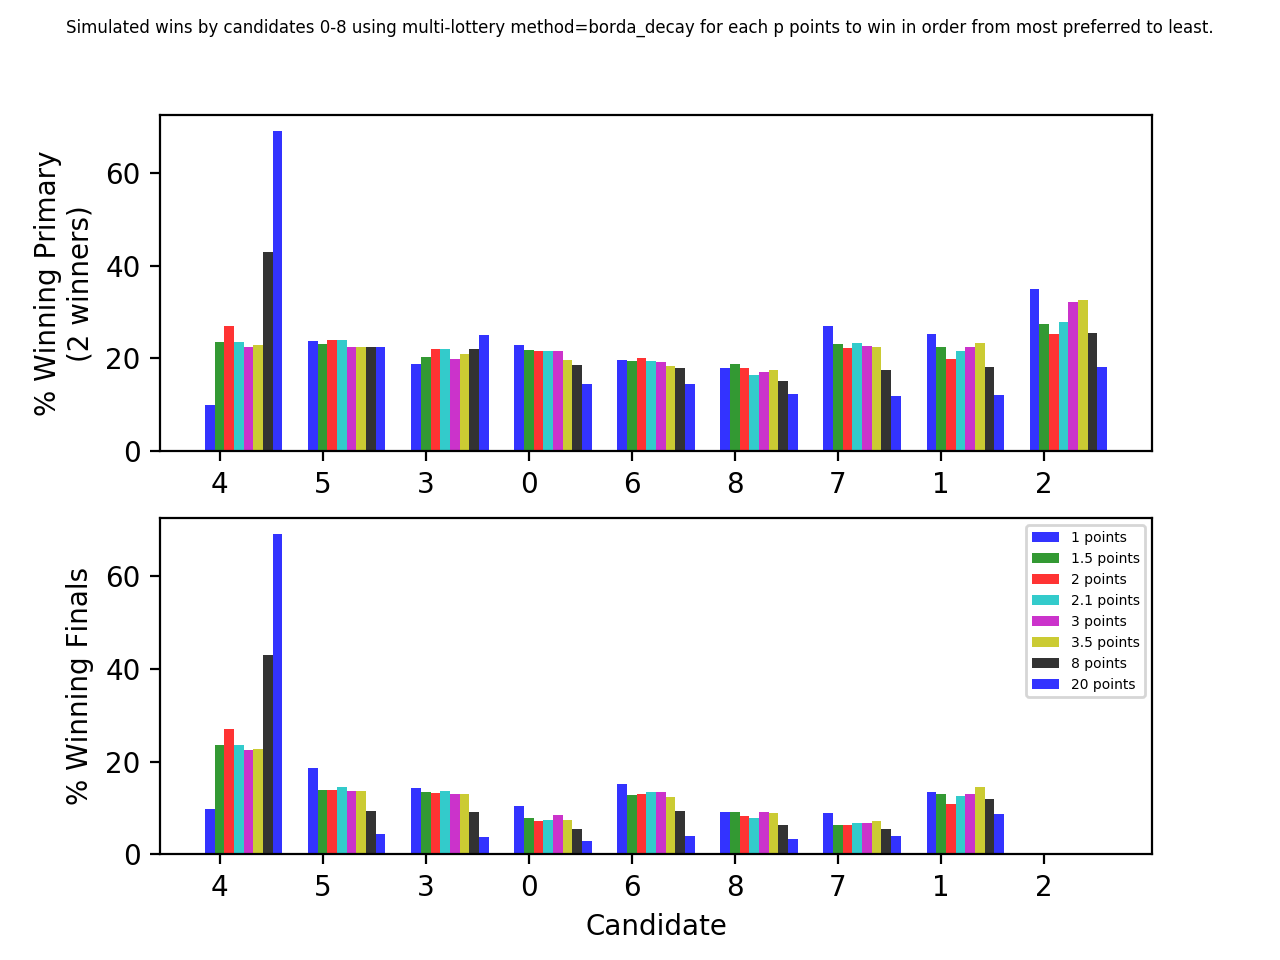 Simulated wins by candidates 0-8 using multi-lottery method=borda_decay for each p points to win in order from most preferred to least.
% Winning Primary
(2 winners)
60
40
20
0
4 5 3 0 6 8 7 1 2
% Winning Finals
60
40
20
0
1 points
1.5 points
2 points
2.1 points
3 points
3.5 points
8 points
20 points
4 5 3 0 6 8 7 1 2
Candidate